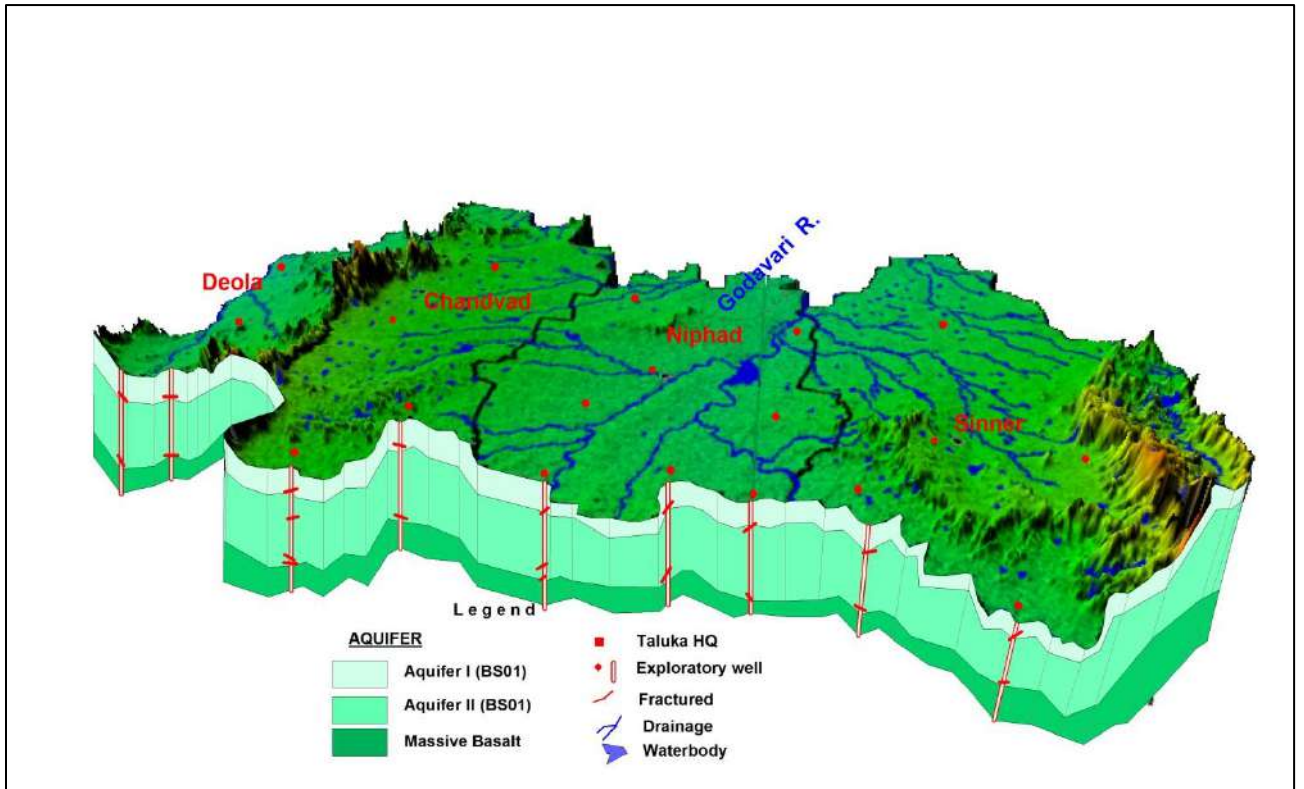 Godavari R.
Deola
Chandvad
Niphad
Sinner
Legend
AQUIFER
Aquifer I (BS01)
Aquifer II (BS01)
Massive Basalt
Taluka HQ
Exploratory well
Fractured
Drainage
Waterbody